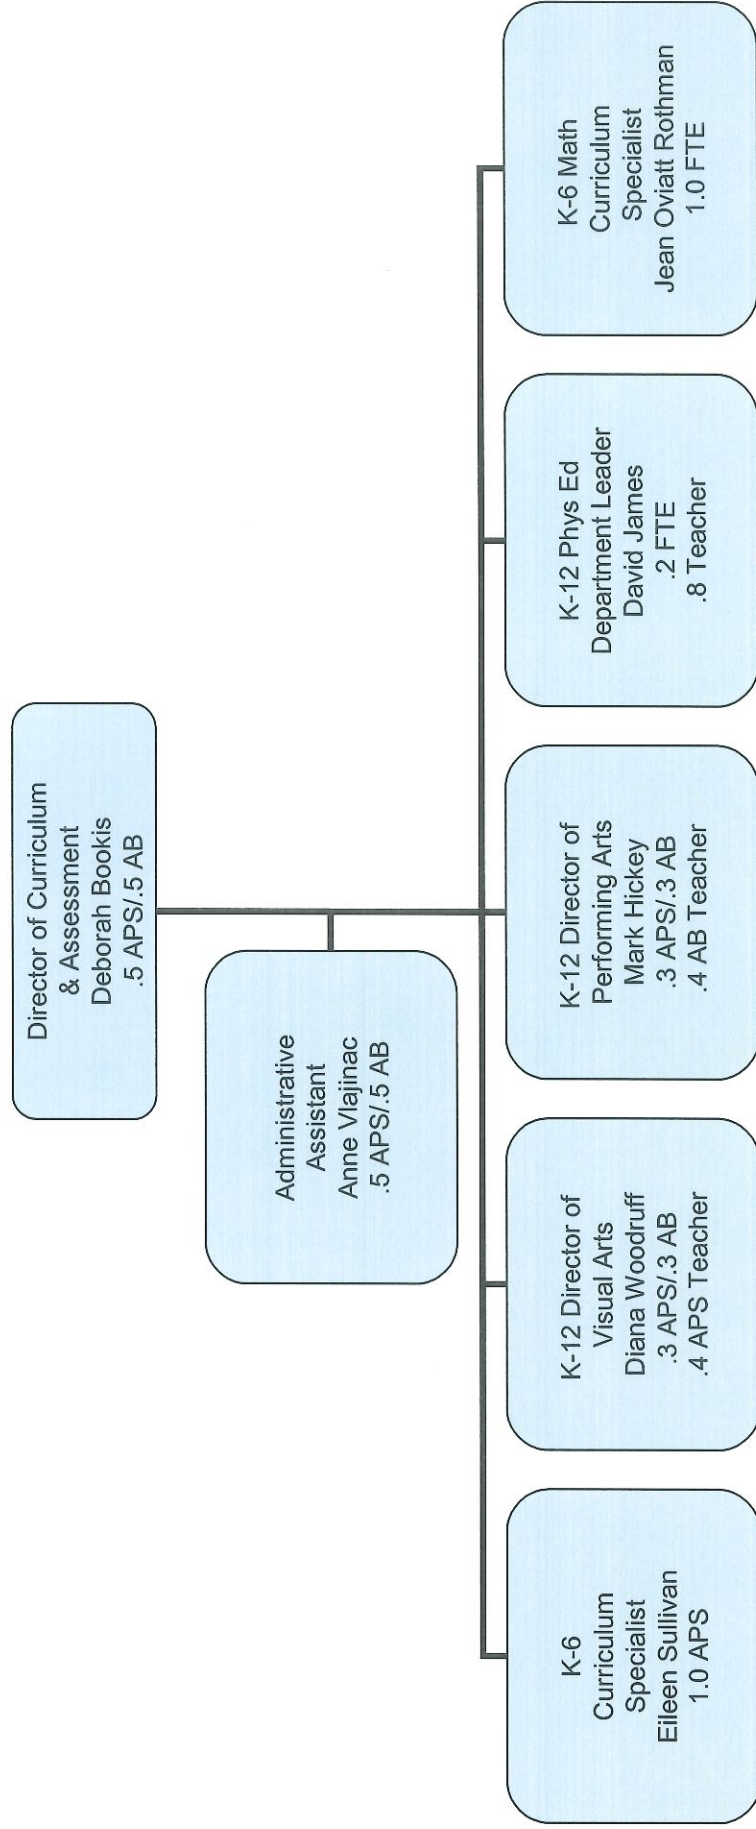 Director of Curriculum
& Assessment
Deborah Bookis
.5 APS/.5 AB
Administrative
Assistant
Anne Vlajinac
.5 APS/.5 AB
K-6
Curriculum
Specialist
Eileen Sullivan
1.0 APS
K-12 Director of
Visual Arts
Diana Woodruff
.3 APS/.3 AB
.4 APS Teacher
K-12 Director of
Performing Arts
Mark Hickey
.3 APS/.3 AB
.4 AB Teacher
K-12 Phys Ed
Department Leader
David James
.2 FTE
.8 Teacher
K-6 Math
Curriculum
Specialist
Jean Oviatt Rothman
1.0 FTE